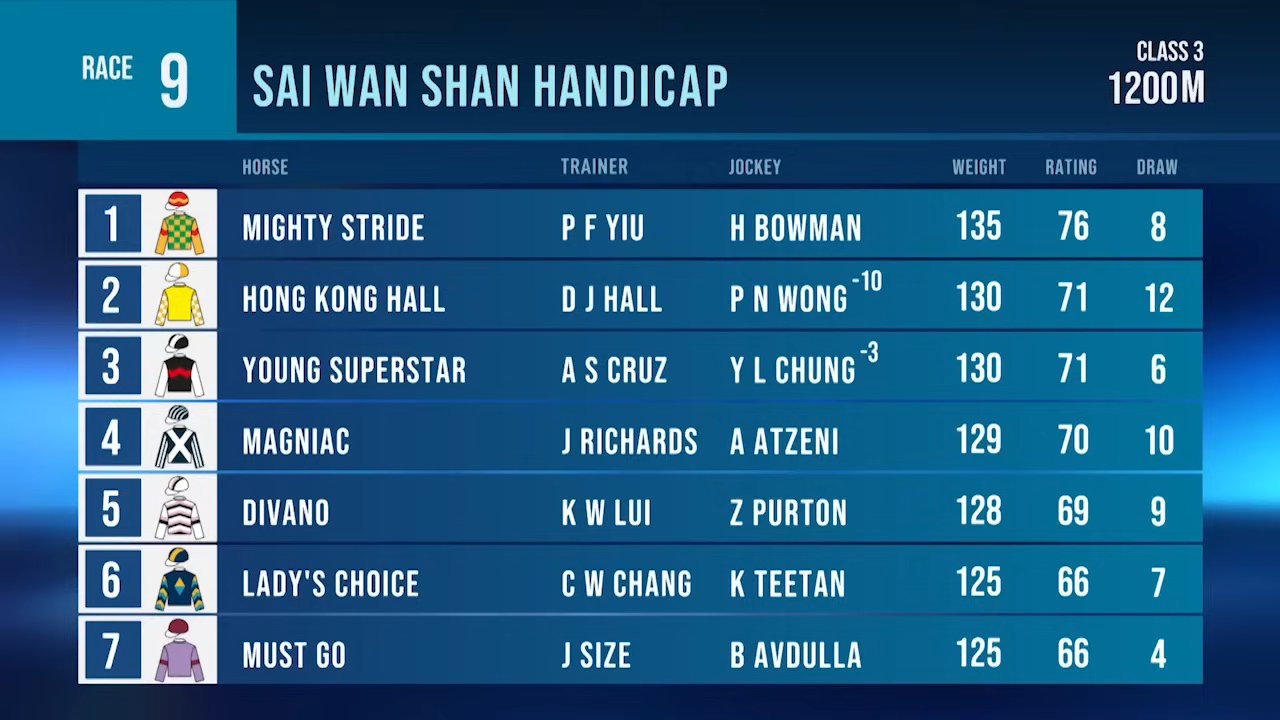 RACE 9
SAI WAN SHAN HANDICAP
CLASS 3
1200M
HORSE TRAINER JOCKEY WEIGHT RATING DRAW
1 MIGHTY STRIDE P F YIU H BOWMAN 135 76 8
2 HONG KONG HALL D J HALL P N WONG -10 130 71 12
3 YOUNG SUPERSTAR A S CRUZ Y L CHUNG -3 130 71 6
4 MAGNIAC J RICHARDS A ATZENI 129 70 10
5 DIVANO K W LUI Z PURTON 128 69 9
6 LADY'S CHOICE C W CHANG K TEETAN 125 66 7
7 MUST GO J SIZE B AVDULLA 125 66 4